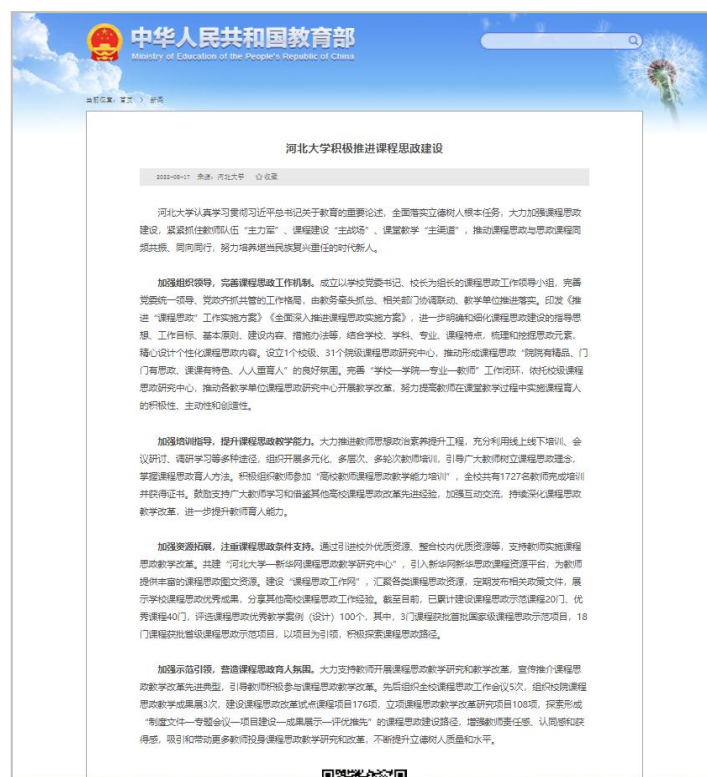 中华人民共和国教育部
Ministry of Education of the People's Republic of China
当前位置：首页 > 新闻
河北大学积极推进课程思政建设
2022-08-17 来源：河北大学 收藏
河北大学认真学习贯彻习近平总书记关于教育的重要论述，全面落实立德树人根本任务，大力加强课程思政
建设，紧紧抓住教师队伍“主力军”、课程建设“主战场”、课堂教学“主渠道”，推动课程思政与思政课程同
频共振、同向同行，努力培养堪当民族复兴重任的时代新人。
加强组织领导，完善课程思政工作机制。成立以学校党委书记、校长为组长的课程思政工作领导小组，完善
党委统一领导、党政齐抓共管的工作格局，由教务牵头抓总、相关部门协调联动、教学单位推进落实。印发《推
进“课程思政”工作实施方案》《全面深入推进课程思政实施方案》，进一步明确和细化课程思政建设的指导思
想、工作目标、基本原则、建设内容、措施办法等，结合学校、学科、专业、课程特点，梳理和挖掘思政元素，
精心设计个性化课程思政内容。设立1个校级、31个院级课程思政研究中心，推动形成课程思政“院院有精品、门
门有思政、课课有特色、人人重育人”的良好氛围。完善“学校—学院—专业—教师”工作闭环，依托校级课程
思政研究中心，推动各教学单位课程思政研究中心开展教学改革，努力提高教师在课堂教学过程中实施课程育人
的积极性、主动性和创造性。
加强培训指导，提升课程思政教学能力。大力推进教师思想政治素养提升工程，充分利用线上线下培训、会
议研讨、调研学习等多种途径，组织开展多元化、多层次、多轮次教师培训，引导广大教师树立课程思政理念，
掌握课程思政育人方法。积极组织教师参加“高校教师课程思政教学能力培训”，全校共有1727名教师完成培训
并获得证书。鼓励支持广大教师学习和借鉴其他高校课程思政改革先进经验，加强互动交流，持续深化课程思政
教学改革，进一步提升教师育人能力。
加强资源拓展，注重课程思政条件支持。通过引进校外优质资源、整合校内优质资源等，支持教师实施课程
思政教学改革。共建“河北大学—新华网课程思政教学研究中心”，引入新华网新华思政课程资源平台，为教师
提供丰富的课程思政图文资源。建设“课程思政工作网”，汇聚各类课程思政资源，定期发布相关政策文件，展
示学校课程思政优秀成果，分享其他高校课程思政工作经验。截至目前，已累计建设课程思政示范课程20门、优
秀课程40门，评选课程思政优秀教学案例（设计）100个，其中，3门课程获批首批国家级课程思政示范项目，18
门课程获批省级课程思政示范项目，以项目为引领，积极探索课程思政路径。
加强示范引领，营造课程思政育人氛围。大力支持教师开展课程思政教学研究和教学改革，宣传推介课程思
政教学改革先进典型，引导教师积极参与课程思政教学改革。先后组织全校课程思政工作会议5次，组织校院课程
思政教学成果展3次，建设课程思政改革试点课程项目176项，立项课程思政教学改革研究项目108项，探索形成
“制度文件—专题会议—项目建设—成果展示—评优推先”的课程思政建设路径，增强教师责任感、认同感和获
得感，吸引和带动更多教师投身课程思政教学研究和改革，不断提升立德树人质量和水平。